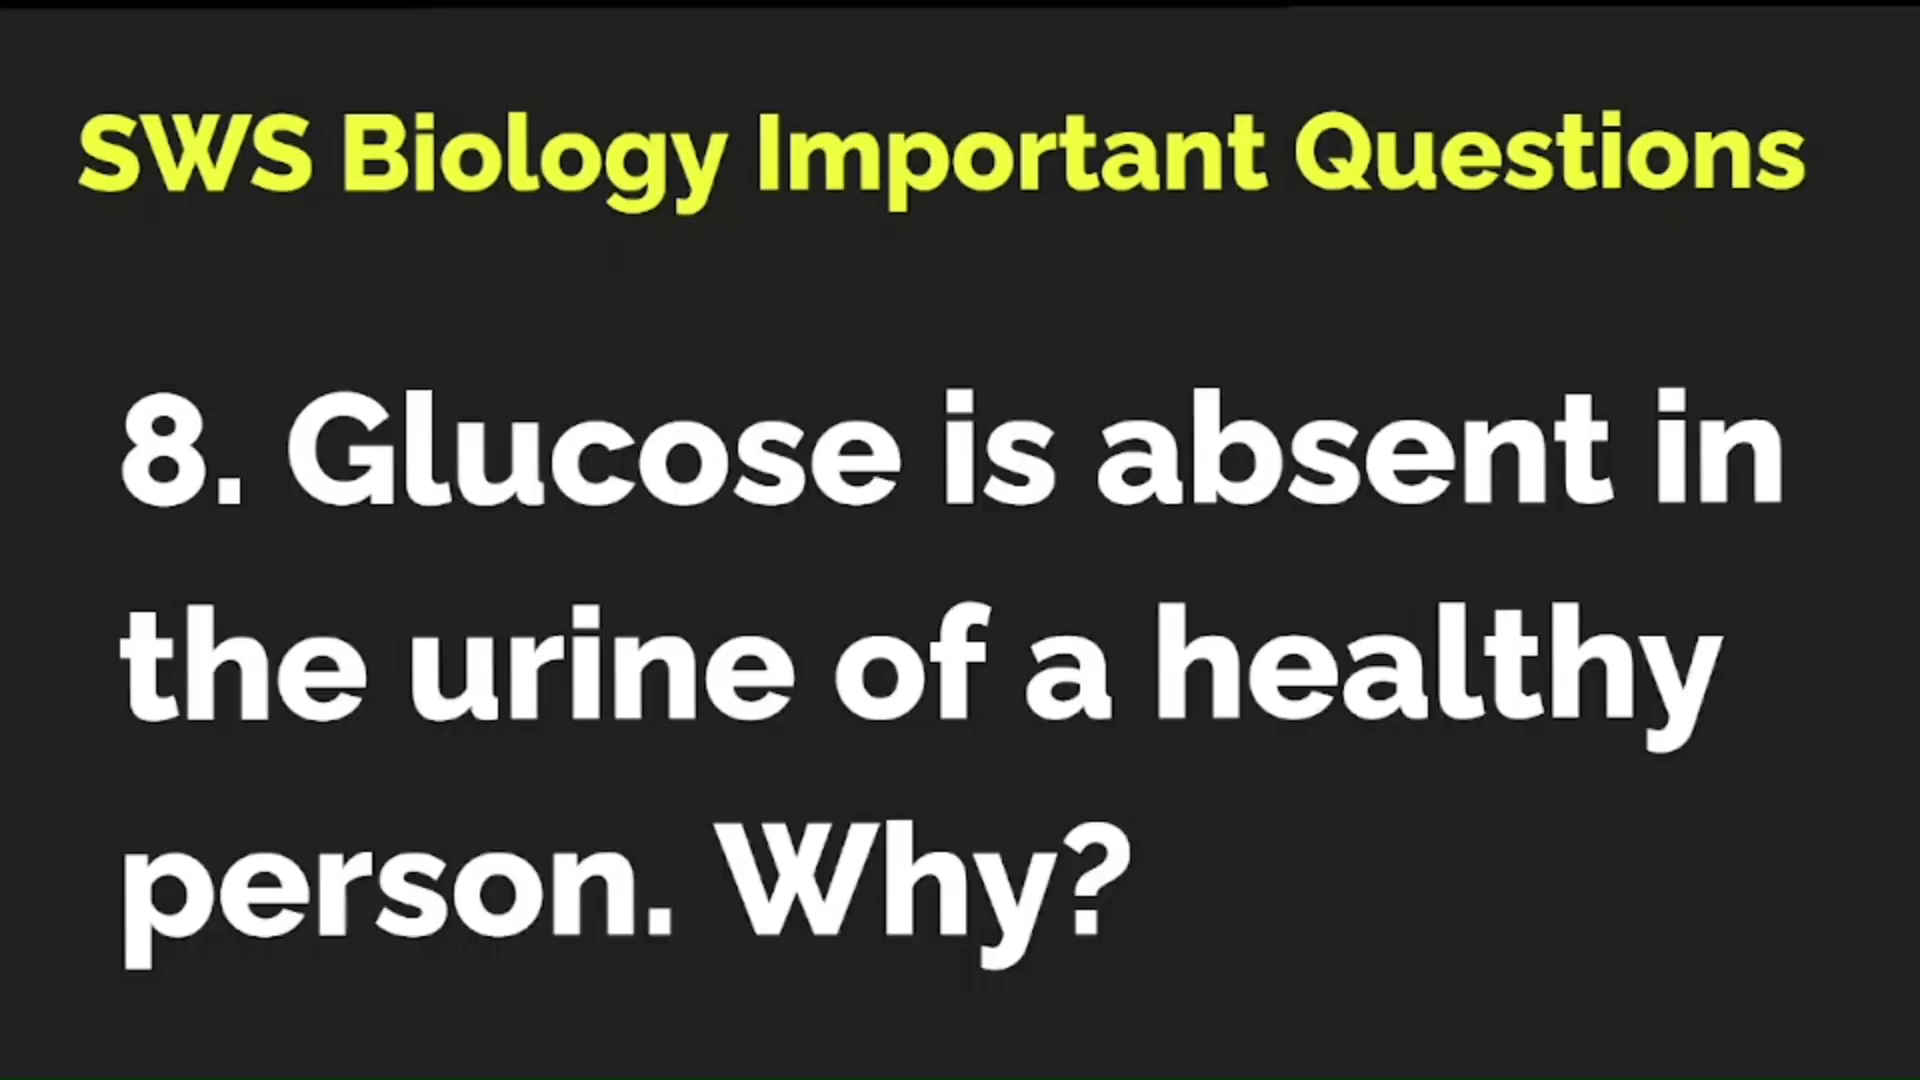 SWS Biology Important Questions
8. Glucose is absent in
the urine of a healthy
person. Why?